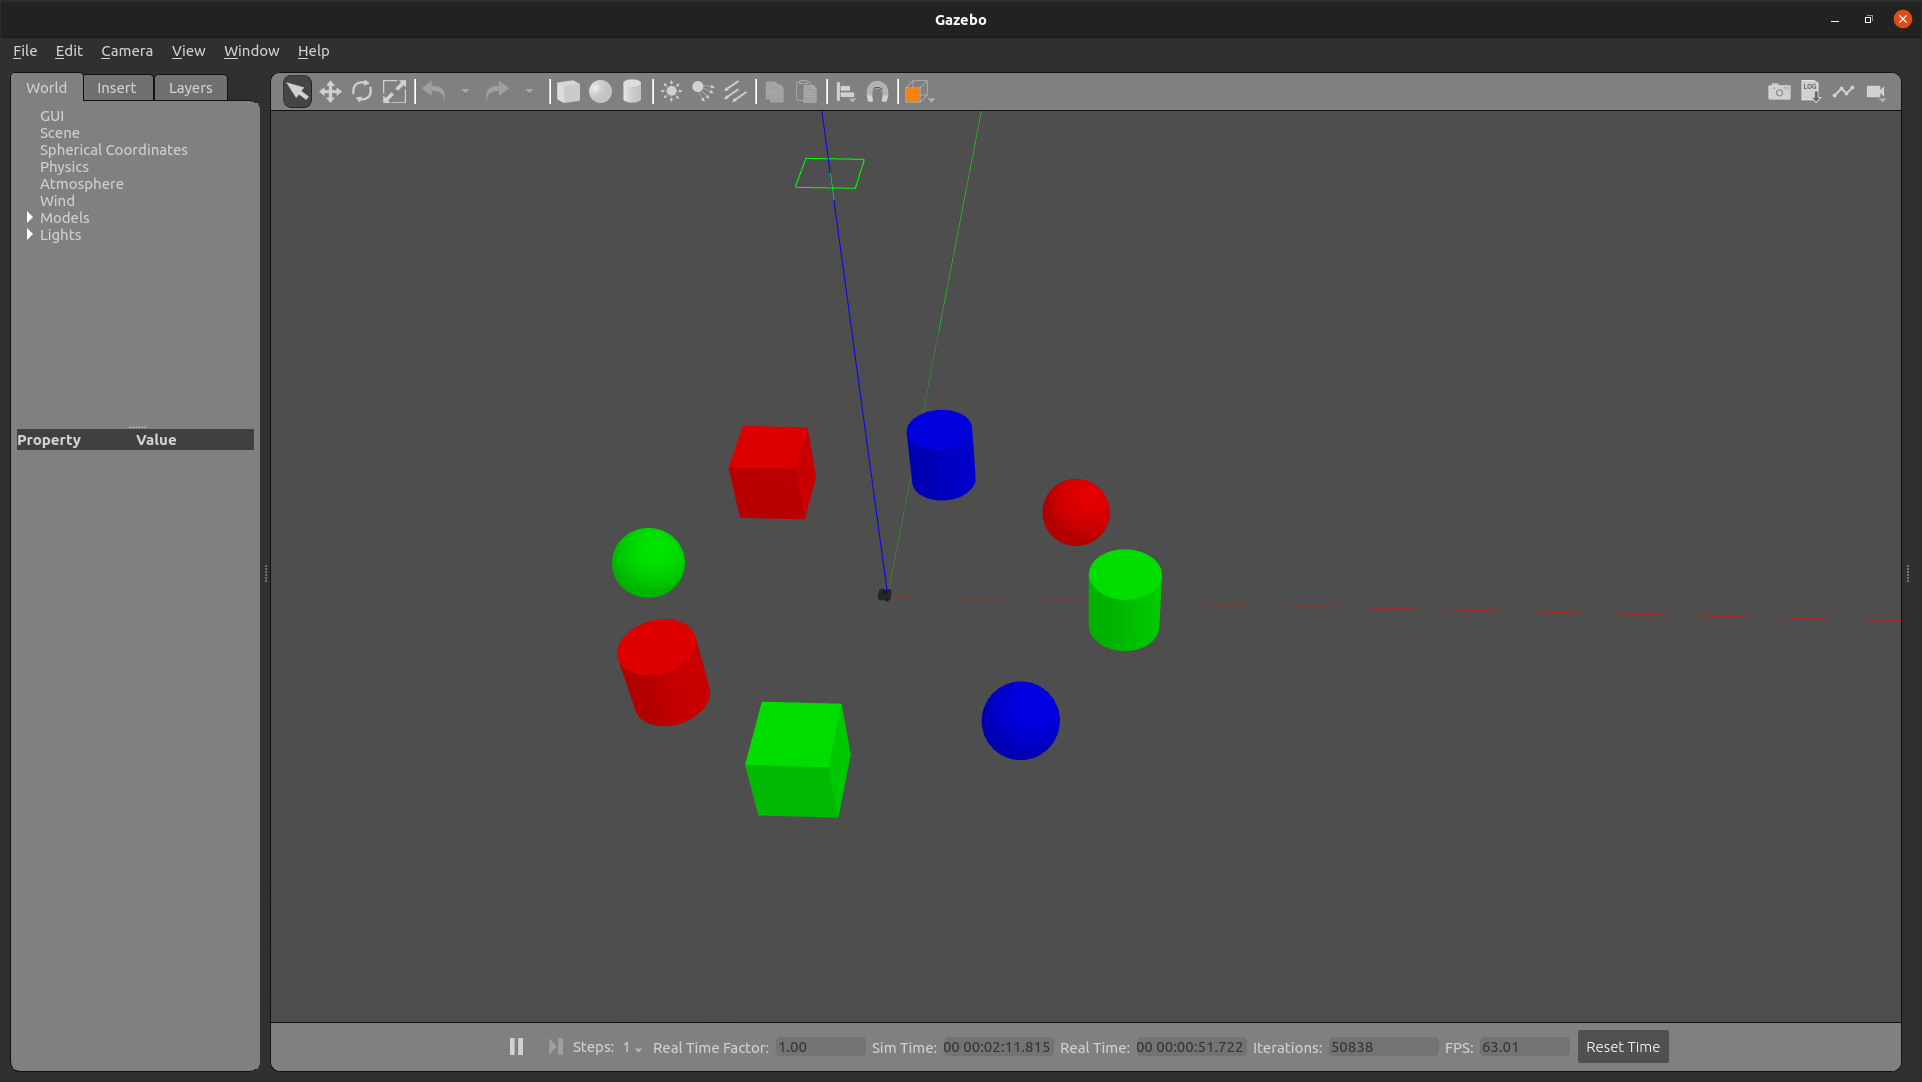 Gazebo
File Edit Camera View Window Help
World Insert Layers
LOG
GUI
Scene
Spherical Coordinates
Physics
Atmosphere
Wind
Models
Lights
Property Value
Steps: 1 Real Time Factor: 1.00 Sim Time: 00 00:02:11.815 Real Time: 00 00:00:51.722 Iterations: 50838 FPS: 63.01 Reset Time